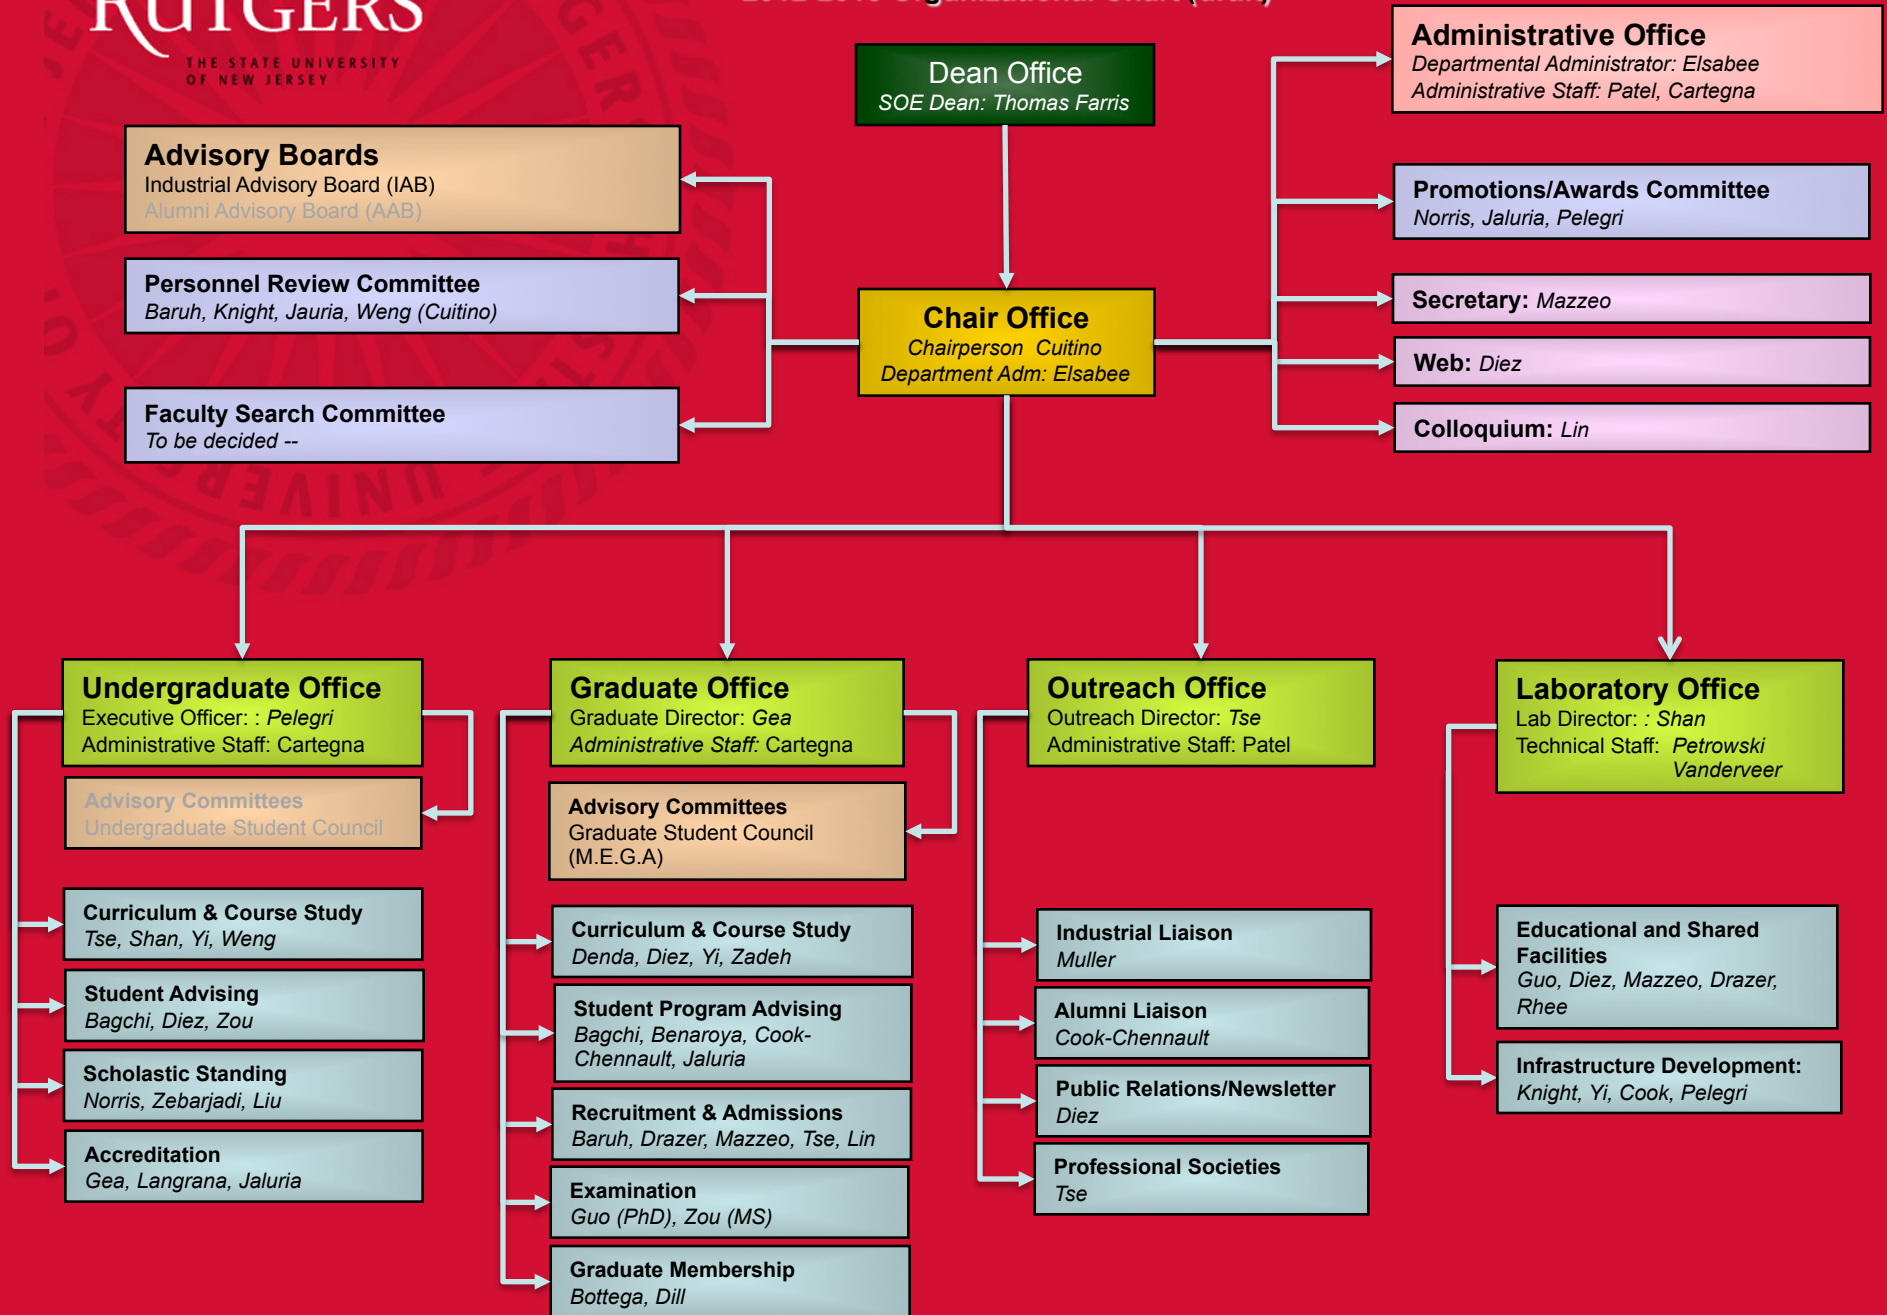 RUTGERS
THE STATE UNIVERSITY
OF NEW JERSEY
2012-2013 Organizational Chart (draft)
Dean Office
SOE Dean: Thomas Farris
Administrative Office
Departmental Administrator: Elsabee
Administrative Staff: Patel, Cartegna
Advisory Boards
Industrial Advisory Board (IAB)
Alumni Advisory Board (AAB)
Promotions/Awards Committee
Norris, Jaluria, Pelegri
Personnel Review Committee
Baruh, Knight, Jauria, Weng (Cuitino)
Chair Office
Chairperson  Cuitino
Department Adm: Elsabee
Secretary: Mazzeo
Web: Diez
Faculty Search Committee
To be decided --
Colloquium: Lin
Undergraduate Office
Executive Officer: : Pelegri
Administrative Staff: Cartegna
Advisory Committees
Undergraduate Student Council
Curriculum & Course Study
Tse, Shan, Yi, Weng
Student Advising
Bagchi, Diez, Zou
Scholastic Standing
Norris, Zebarjadi, Liu
Accreditation
Gea, Langrana, Jaluria
Graduate Office
Graduate Director: Gea
Administrative Staff: Cartegna
Advisory Committees
Graduate Student Council
(M.E.G.A)
Curriculum & Course Study
Denda, Diez, Yi, Zadeh
Student Program Advising
Bagchi, Benaroya, Cook-
Chennault, Jaluria
Recruitment & Admissions
Baruh, Drazer, Mazzeo, Tse, Lin
Examination
Guo (PhD), Zou (MS)
Graduate Membership
Bottega, Dill
Outreach Office
Outreach Director: Tse
Administrative Staff: Patel
Industrial Liaison
Muller
Alumni Liaison
Cook-Chennault
Public Relations/Newsletter
Diez
Professional Societies
Tse
Laboratory Office
Lab Director: : Shan
Technical Staff:  Petrowski
Vanderveer
Educational and Shared
Facilities
Guo, Diez, Mazzeo, Drazer,
Rhee
Infrastructure Development:
Knight, Yi, Cook, Pelegri